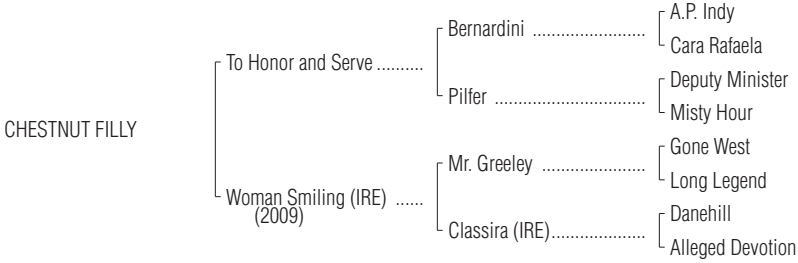 A.P. Indy
Bernardini ........................
Cara Rafaela
To Honor and Serve ..........
Deputy Minister
Pilfer ................................
Misty Hour
CHESTNUT FILLY
Gone West
Mr. Greeley ......................
Long Legend
Woman Smiling (IRE) ......
(2009)
Danehill
Classira (IRE)....................
Alleged Devotion